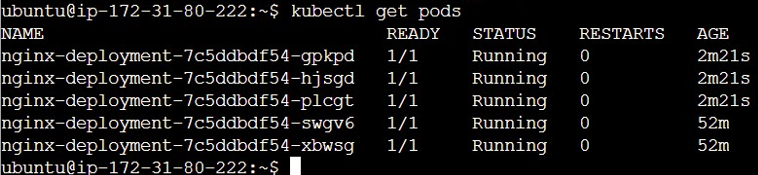 ubuntu@ip-172-31-80-222:~$ kubectl get pods
NAME READY STATUS RESTARTS AGE
nginx-deployment-7c5ddbdf54-gpkpd 1/1 Running 0 2m21s
nginx-deployment-7c5ddbdf54-hjsgd 1/1 Running 0 2m21s
nginx-deployment-7c5ddbdf54-plcgt 1/1 Running 0 2m21s
nginx-deployment-7c5ddbdf54-swgv6 1/1 Running 0 52m
nginx-deployment-7c5ddbdf54-xbwsg 1/1 Running 0 52m
ubuntu@ip-172-31-80-222:~$